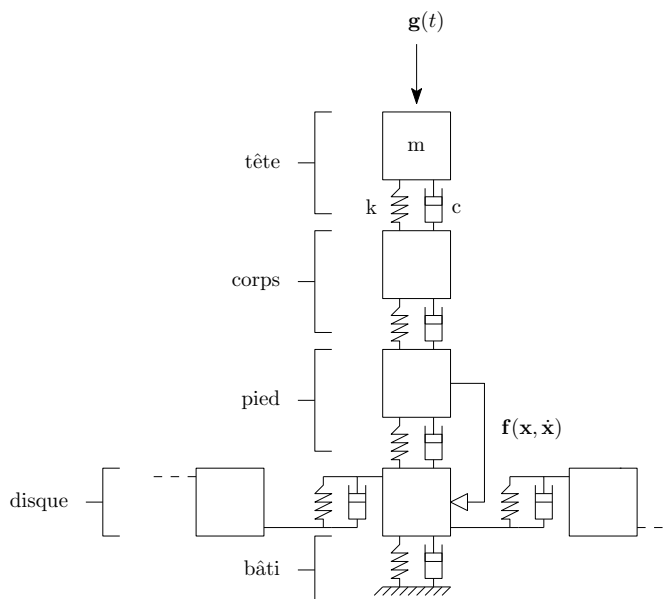 g(t)
m
tête
k
c
corps
pied
f(x, ẋ)
disque
bâti